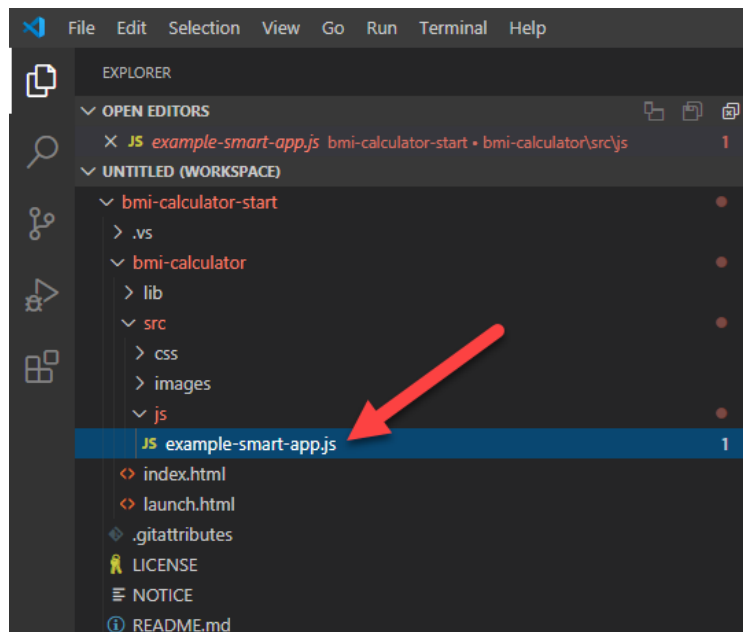 File Edit Selection View Go Run Terminal Help
EXPLORER
OPEN EDITORS
JS example-smart-app.js bmi-calculator-start • bmi-calculator\src\js 1
UNTITLED (WORKSPACE)
bmi-calculator-start
.vs
bmi-calculator
lib
src
css
images
js
JS example-smart-app.js 1
index.html
launch.html
.gitattributes
LICENSE
NOTICE
README.md